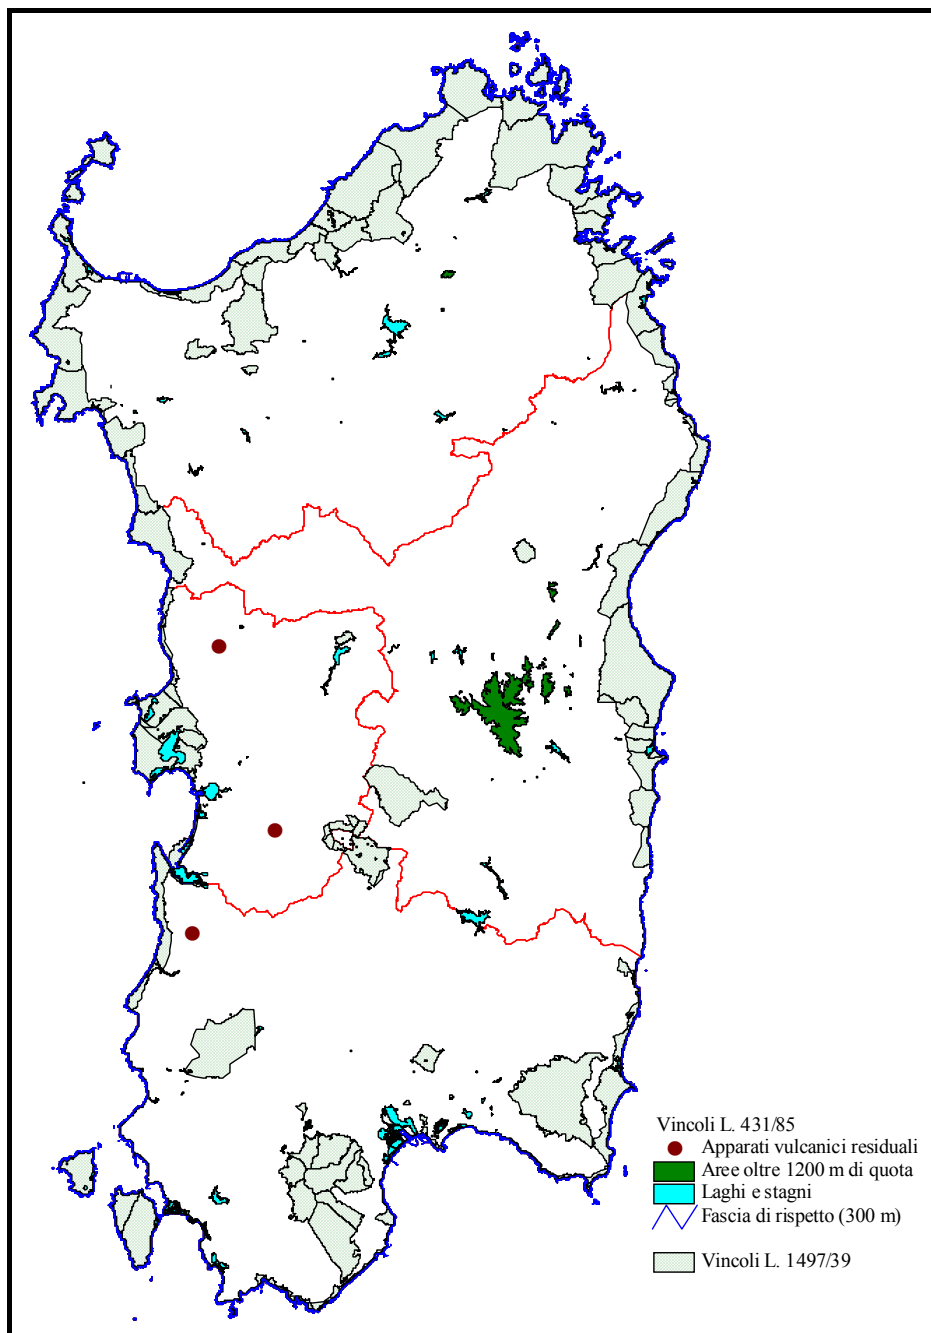 Vincoli L. 431/85
Apparati vulcanici residuali
Aree oltre 1200 m di quota
Laghi e stagni
Fascia di rispetto (300 m)
Vincoli L. 1497/39